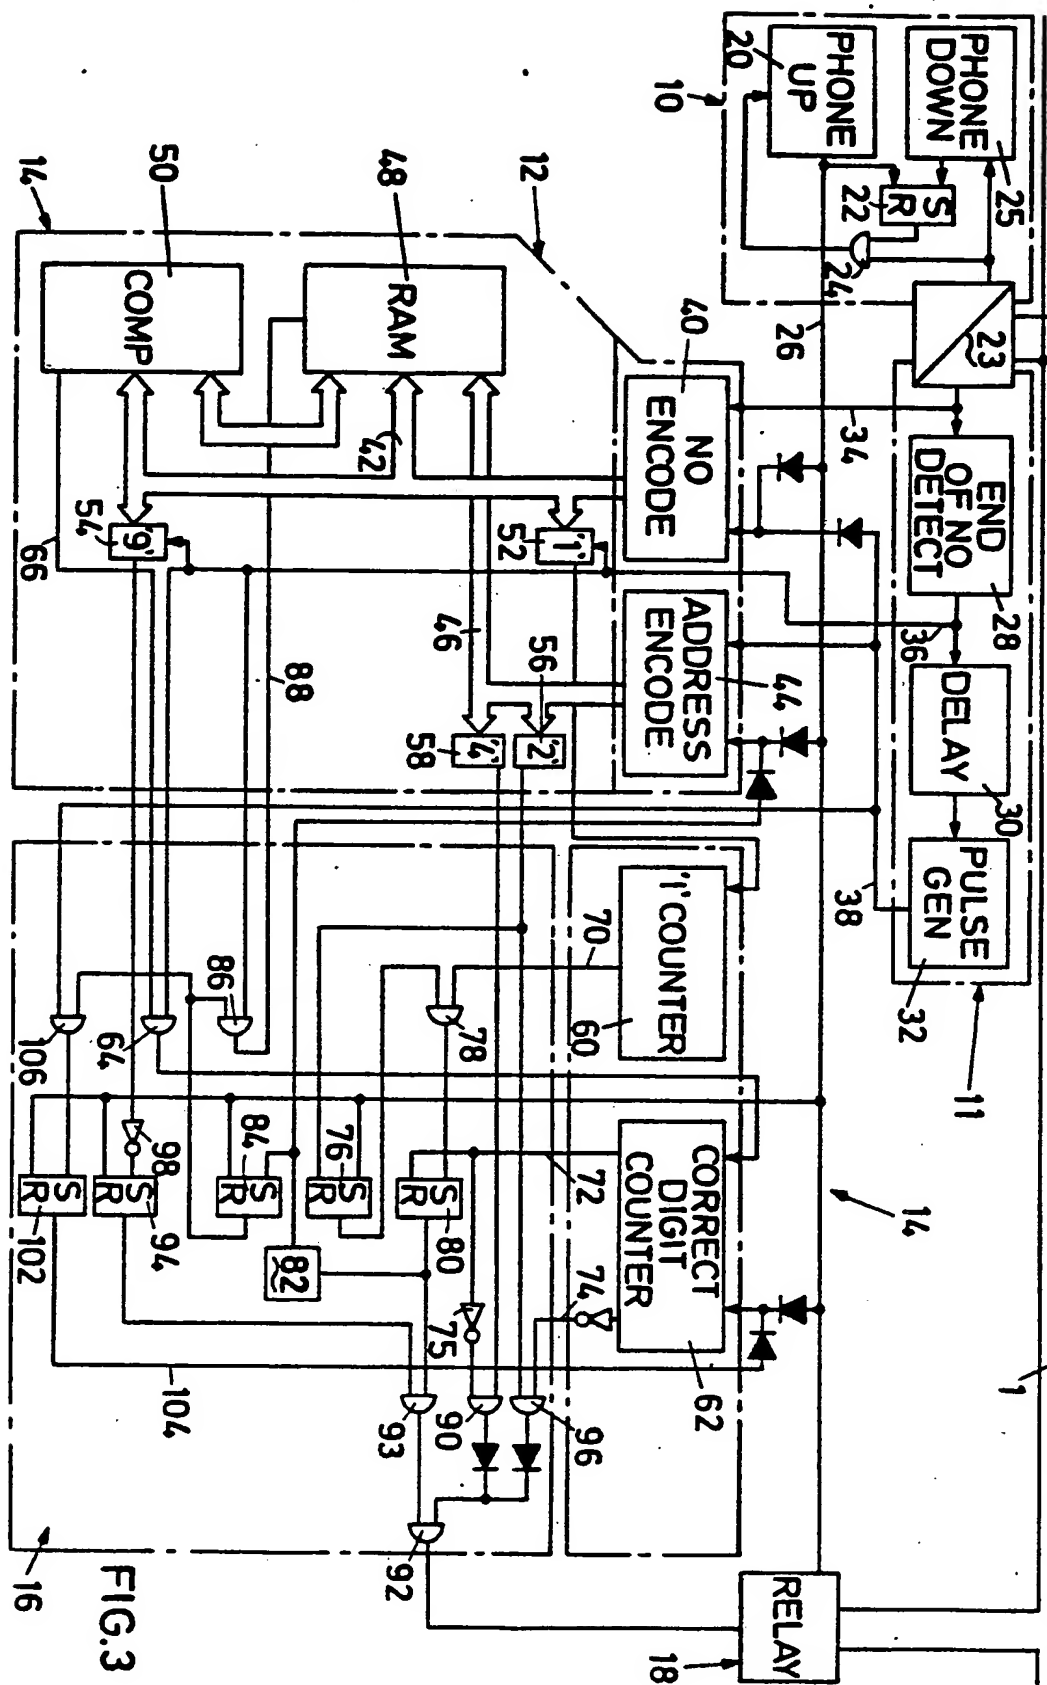 PHONE
DOWN
25
S
R
22
24
PHONE
UP
20
10
23
26
END
OF NO
DETECT
28
34
36
DELAY
30
PULSE
GEN
32
38
11
12
14
40
NO
ENCODE
ADDRESS
ENCODE
44
48
RAM
50
COMP
42
46
'1'
52
'9'
54
56
'2'
'4'
58
66
88
'1' COUNTER
60
70
CORRECT
DIGIT
COUNTER
62
72
74
14
1
78
S
R
80
75
S
R
76
82
S
R
84
86
64
106
98
S
R
94
S
R
102
104
96
90
93
92
RELAY
18
16
FIG.3